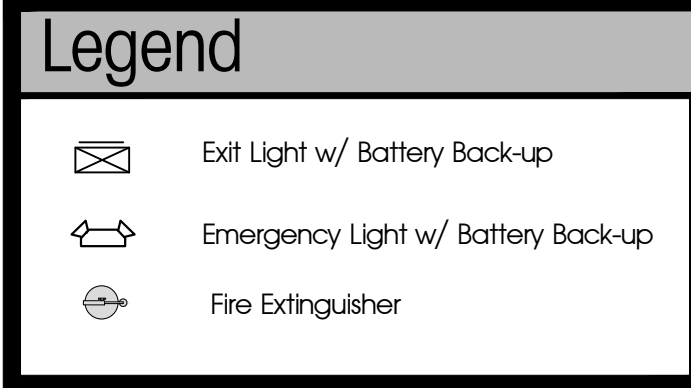 Legend
Exit Light w/ Battery Back-up
Emergency Light w/ Battery Back-up
Fire Extinguisher